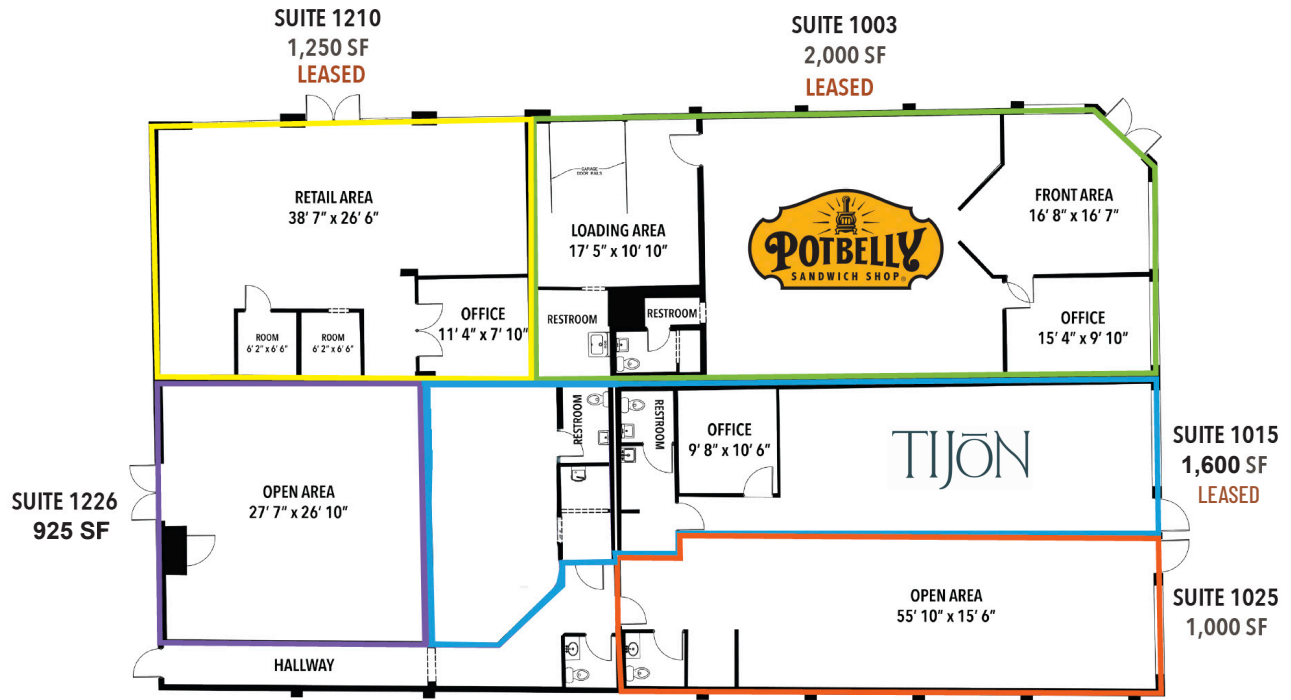 SUITE 1210
1,250 SF
LEASED
SUITE 1003
2,000 SF
LEASED
RETAIL AREA
38' 7" x 26' 6"
GARAGE
DOOR RAILS
LOADING AREA
17' 5" x 10' 10"
POTBELLY
SANDWICH SHOP®
FRONT AREA
16' 8" x 16' 7"
OFFICE
11' 4" x 7' 10"
ROOM
6' 2" x 6' 6"
ROOM
6' 2" x 6' 6"
RESTROOM
RESTROOM
OFFICE
15' 4" x 9' 10"
SUITE 1226
925 SF
OPEN AREA
27' 7" x 26' 10"
RESTROOM
RESTROOM
OFFICE
9' 8" x 10' 6"
TIJŌN
SUITE 1015
1,600 SF
LEASED
OPEN AREA
55' 10" x 15' 6"
SUITE 1025
1,000 SF
HALLWAY